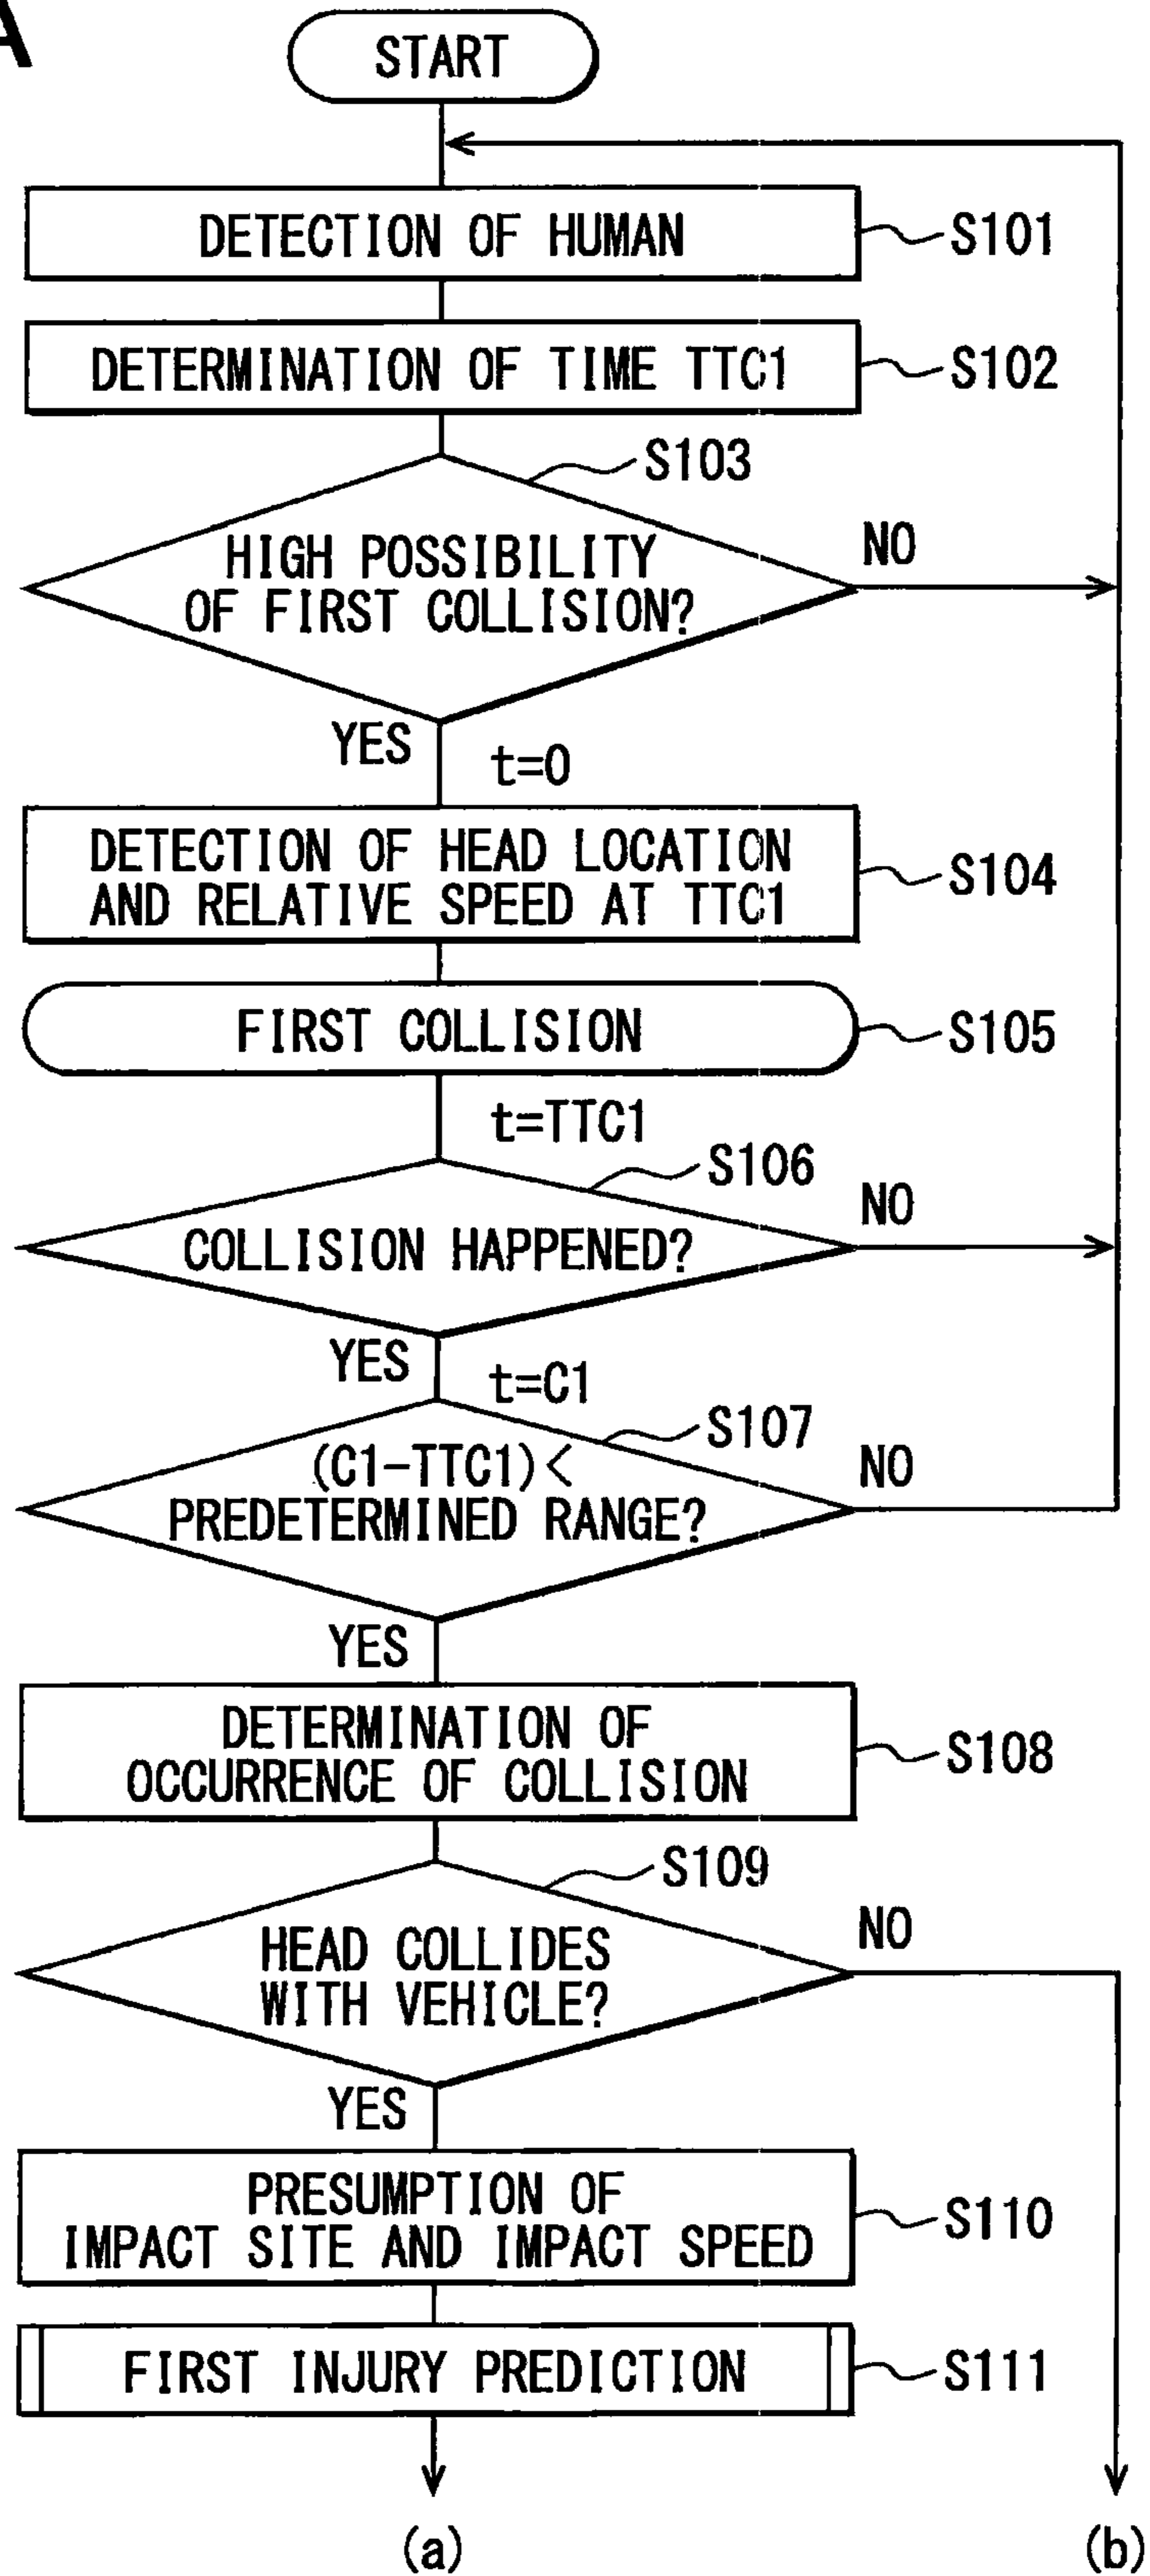 A
START
DETECTION OF HUMAN
S101
DETERMINATION OF TIME TTC1
S102
S103
HIGH POSSIBILITY
OF FIRST COLLISION?
NO
YES
t=0
DETECTION OF HEAD LOCATION
AND RELATIVE SPEED AT TTC1
S104
FIRST COLLISION
S105
t=TTC1
S106
COLLISION HAPPENED?
NO
YES
t=C1
S107
(C1-TTC1)<
PREDETERMINED RANGE?
NO
YES
DETERMINATION OF
OCCURRENCE OF COLLISION
S108
S109
HEAD COLLIDES
WITH VEHICLE?
NO
YES
PRESUMPTION OF
IMPACT SITE AND IMPACT SPEED
S110
FIRST INJURY PREDICTION
S111
(a)
(b)